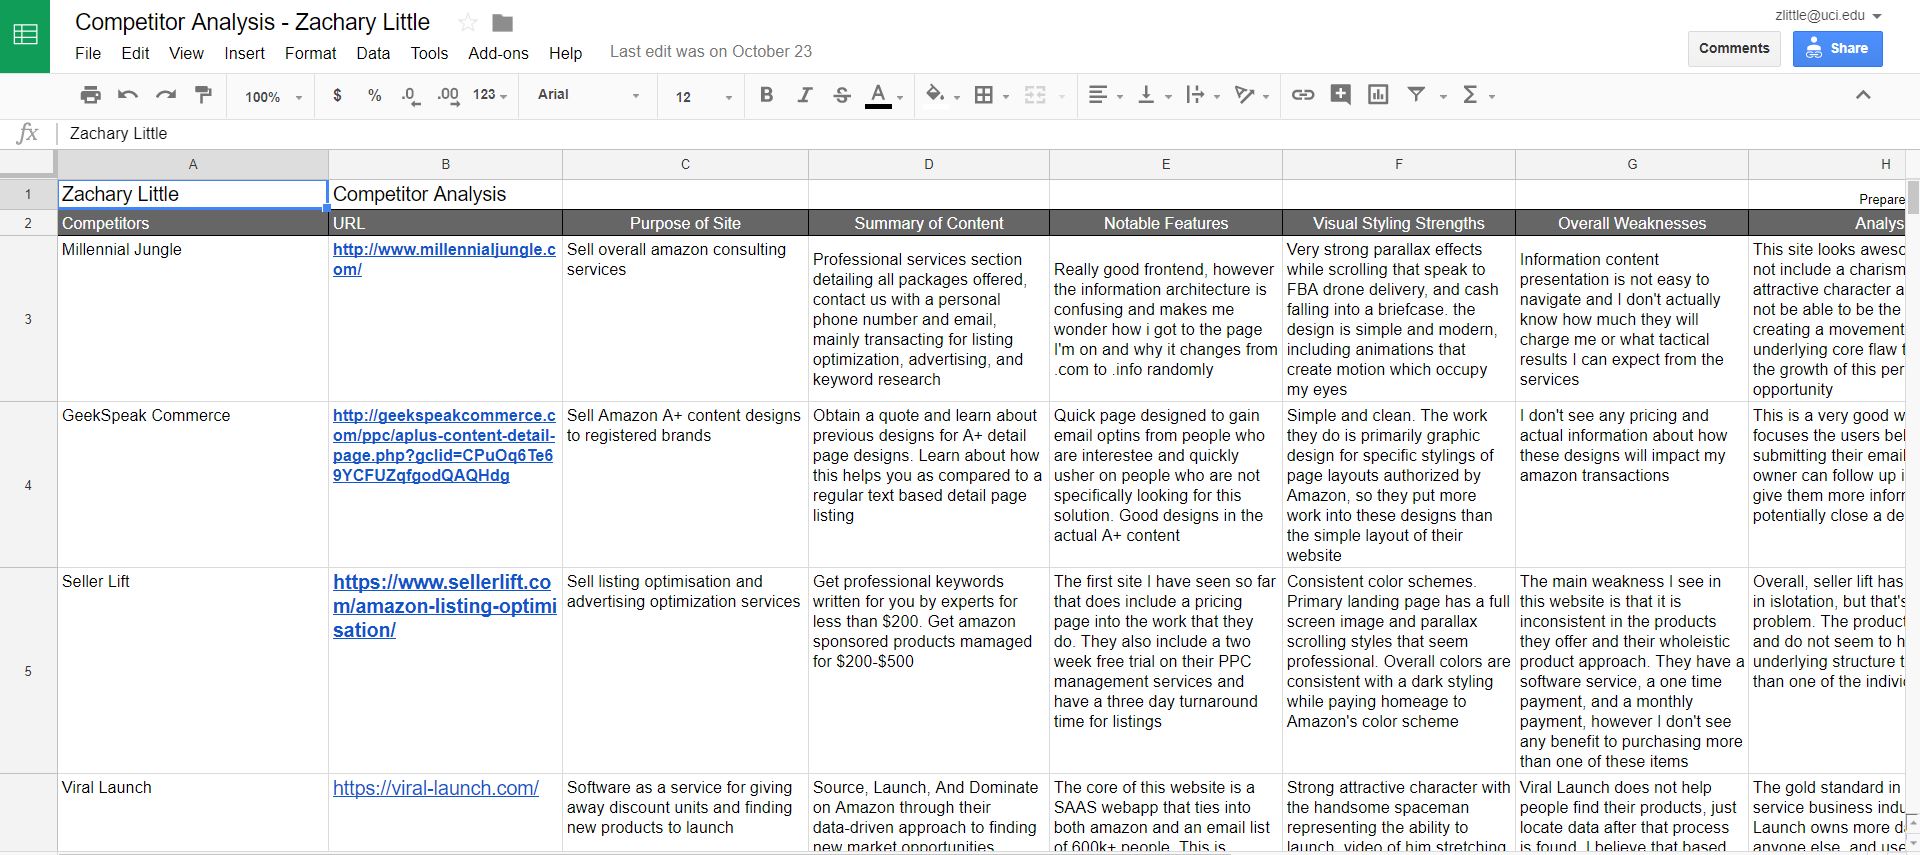 Competitor Analysis - Zachary Little
zlittle@uci.edu
File Edit View Insert Format Data Tools Add-ons Help Last edit was on October 23
Comments Share
100% $ % .0 .00 123 Arial 12 B I S A Σ
fx Zachary Little
A B C D E F G H
1 Zachary Little Competitor Analysis Prepare
2 Competitors URL Purpose of Site Summary of Content Notable Features Visual Styling Strengths Overall Weaknesses Analys
3
Millennial Jungle
http://www.millennialjungle.c
om/
Sell overall amazon consulting
services
Professional services section
detailing all packages offered,
contact us with a personal
phone number and email,
mainly transacting for listing
optimization, advertising, and
keyword research
Really good frontend, however
the information architecture is
confusing and makes me
wonder how i got to the page
I'm on and why it changes from
.com to .info randomly
Very strong parallax effects
while scrolling that speak to
FBA drone delivery, and cash
falling into a briefcase. the
design is simple and modern,
including animations that
create motion which occupy
my eyes
Information content
presentation is not easy to
navigate and I don't actually
know how much they will
charge me or what tactical
results I can expect from the
services
This site looks aweso
not include a charism
attractive character a
not be able to be the
creating a movement
underlying core flaw t
the growth of this per
opportunity
4
GeekSpeak Commerce
http://geekspeakcommerce.c
om/ppc/aplus-content-detail-
page.php?gclid=CPuOq6Te6
9YCFUZqfgodQAQHdg
Sell Amazon A+ content designs
to registered brands
Obtain a quote and learn about
previous designs for A+ detail
page designs. Learn about how
this helps you as compared to a
regular text based detail page
listing
Quick page designed to gain
email optins from people who
are interestee and quickly
usher on people who are not
specifically looking for this
solution. Good designs in the
actual A+ content
Simple and clean. The work
they do is primarily graphic
design for specific stylings of
page layouts authorized by
Amazon, so they put more
work into these designs than
the simple layout of their
website
I don't see any pricing and
actual information about how
these designs will impact my
amazon transactions
This is a very good w
focuses the users bel
submitting their email
owner can follow up i
give them more inforr
potentially close a de
5
Seller Lift
https://www.sellerlift.co
m/amazon-listing-optimi
sation/
Sell listing optimisation and
advertising optimization services
Get professional keywords
written for you by experts for
less than $200. Get amazon
sponsored products mamaged
for $200-$500
The first site I have seen so far
that does include a pricing
page into the work that they
do. They also include a two
week free trial on their PPC
management services and
have a three day turnaround
time for listings
Consistent color schemes.
Primary landing page has a full
screen image and parallax
scrolling styles that seem
professional. Overall colors are
consistent with a dark styling
while paying homeage to
Amazon's color scheme
The main weakness I see in
this website is that it is
inconsistent in the products
they offer and their wholeistic
product approach. They have a
software service, a one time
payment, and a monthly
payment, however I don't see
any benefit to purchasing more
than one of these items
Overall, seller lift has
in islotation, but that's
problem. The product
and do not seem to h
underlying structure t
than one of the indivi
Viral Launch
https://viral-launch.com/
Software as a service for giving
away discount units and finding
new products to launch
Source, Launch, And Dominate
on Amazon through their
data-driven approach to finding
new market opportunities
The core of this website is a
SAAS webapp that ties into
both amazon and an email list
of 600k+ people. This is
Strong attractive character with
the handsome spaceman
representing the ability to
launch. video of him stretching
Viral Launch does not help
people find their products, just
locate data after that process
is found. I believe that based
The gold standard in
service business indu
Launch owns more da
anyone else, and use